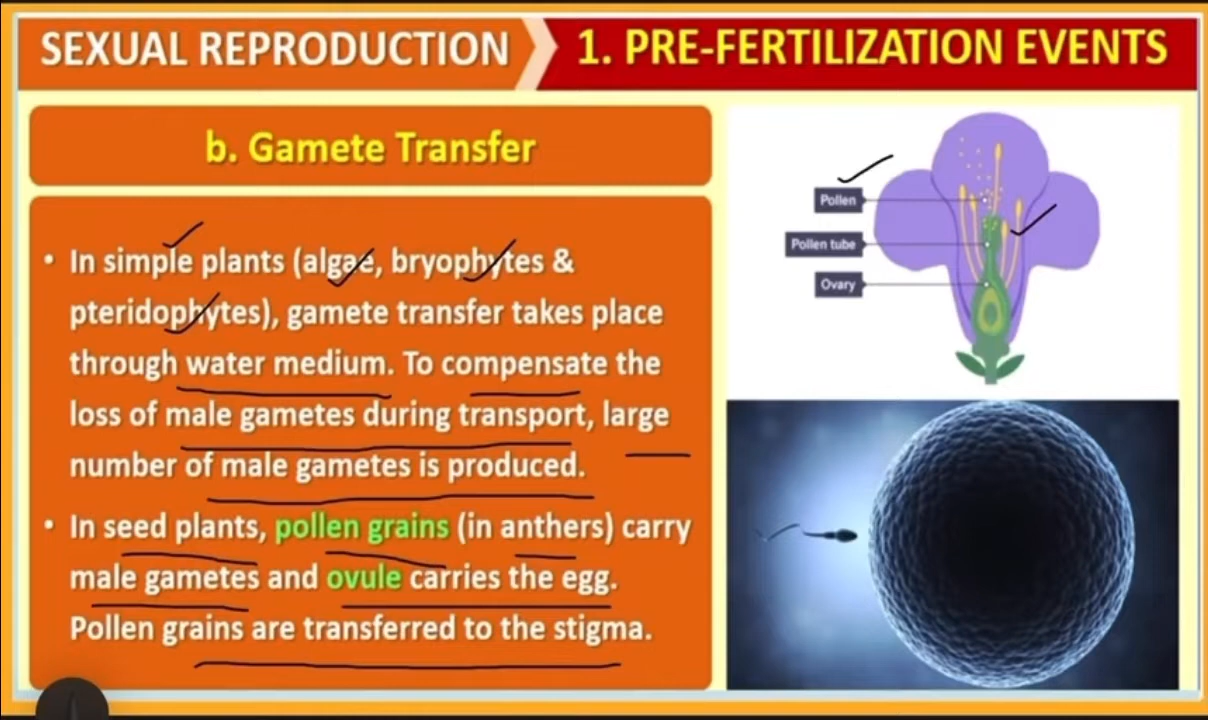 SEXUAL REPRODUCTION
1. PRE-FERTILIZATION EVENTS
b. Gamete Transfer
• In simple plants (algae, bryophytes &
pteridophytes), gamete transfer takes place
through water medium. To compensate the
loss of male gametes during transport, large
number of male gametes is produced.
• In seed plants, pollen grains (in anthers) carry
male gametes and ovule carries the egg.
Pollen grains are transferred to the stigma.
Pollen
Pollen tube
Ovary